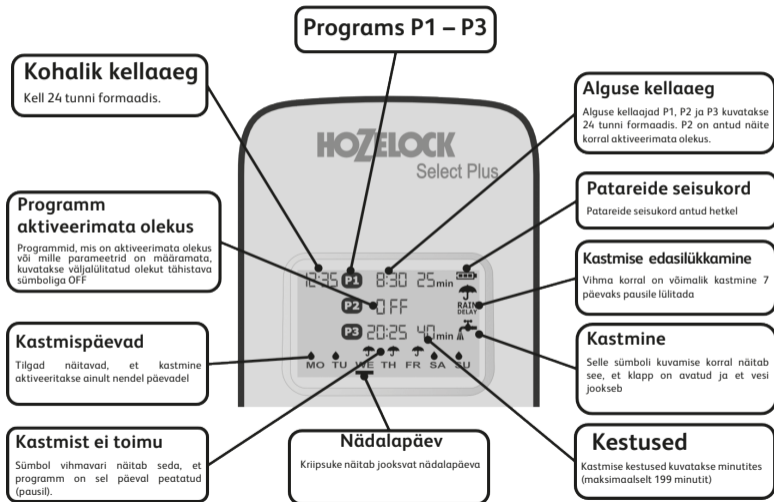 Programs P1 – P3
Kohalik kellaaeg
Kell 24 tunni formaadis.
Alguse kellaaeg
Alguse kellaajad P1, P2 ja P3 kuvatakse
24 tunni formaadis. P2 on antud näite
korral aktiveerimata olekus.
HOZELOCK
Select Plus
Patareide seisukord
Patareide seisukord antud hetkel
Programm
aktiveerimata olekus
Programmid, mis on aktiveerimata olekus
või mille parameetrid on määramata,
kuvatakse väljalülitatud olekut tähistava
sümboliga OFF
Kastmise edasilükkamine
Vihma korral on võimalik kastmine 7
päevaks pausile lülitada
12:35 P1 8:30 25 min
P2 OFF
RAIN
DELAY
P3 20:25 40 min
MO TU WE TH FR SA SU
Kastmispäevad
Tilgad näitavad, et kastmine
aktiveeritakse ainult nendel päevadel
Kastmine
Selle sümboli kuvamise korral näitab
see, et klapp on avatud ja et vesi
jookseb
Kastmist ei toimu
Sümbol vihmavari näitab seda, et
programm on sel päeval peatatud
(pausil).
Nädalapäev
Kriipsuke näitab jooksvat nädalapäeva
Kestused
Kastmise kestused kuvatakse minutites
(maksimaalselt 199 minutit)